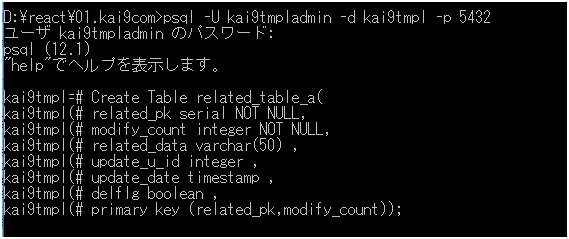 D:¥react¥01.kai9com>psql -U kai9tmpladmin -d kai9tmpl -p 5432
ユーザ kai9tmpladmin のパスワード:
psql (12.1)
"help"でヘルプを表示します。
kai9tmpl=# Create Table related_table_a(
kai9tmpl(# related_pk serial NOT NULL,
kai9tmpl(# modify_count integer NOT NULL,
kai9tmpl(# related_data varchar(50) ,
kai9tmpl(# update_u_id integer ,
kai9tmpl(# update_date timestamp ,
kai9tmpl(# delflg boolean ,
kai9tmpl(# primary key (related_pk,modify_count));